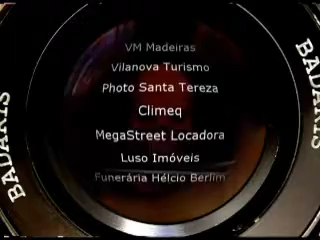 VM Madeiras
Vilanova Turismo
Photo Santa Tereza
Climeq
MegaStreet Locadora
Luso Imóveis
Funerária Hélcio Berlim
BADARIS
BADARIS